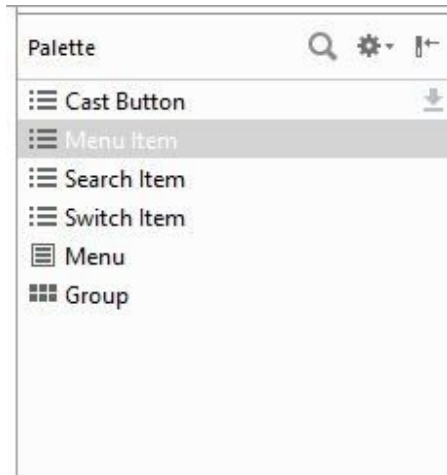 Palette
Cast Button
Menu Item
Search Item
Switch Item
Menu
Group